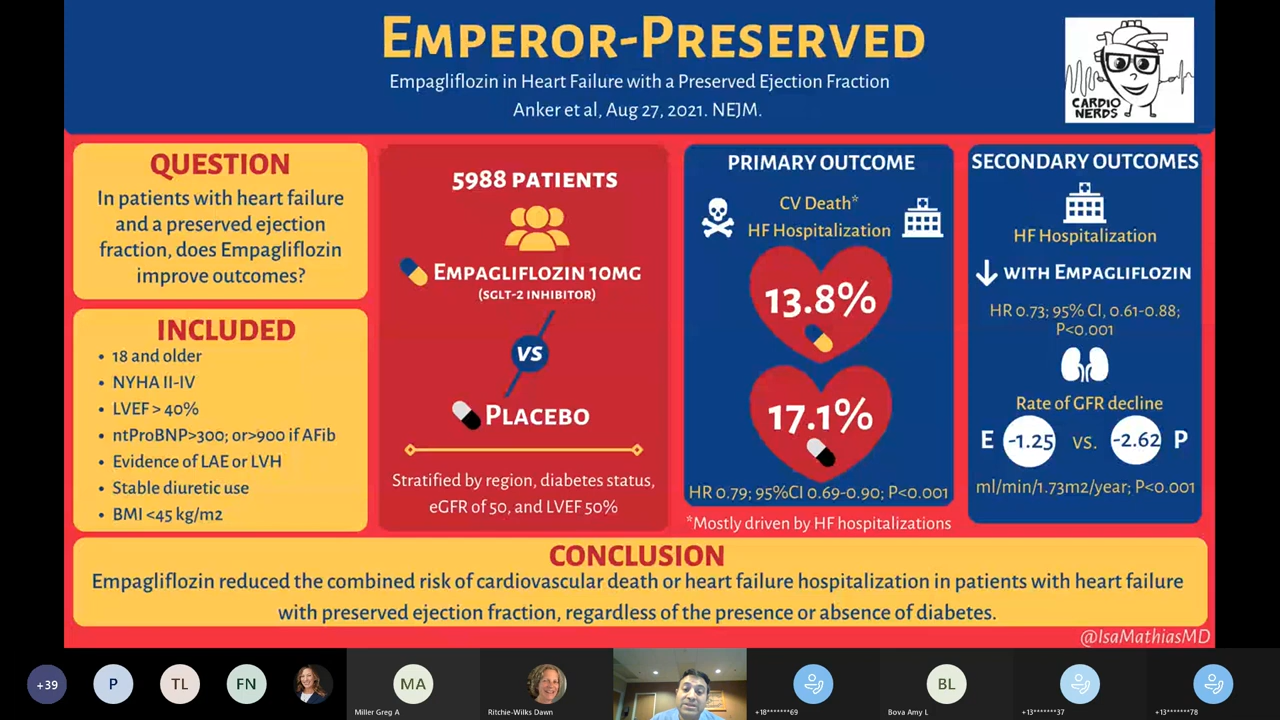 EMPEROR-PRESERVED
Empagliflozin in Heart Failure with a Preserved Ejection Fraction
Anker et al, Aug 27, 2021. NEJM.
CARDIO
NERDS
QUESTION
In patients with heart failure
and a preserved ejection
fraction, does Empagliflozin
improve outcomes?
INCLUDED
• 18 and older
• NYHA II-IV
• LVEF > 40%
• ntProBNP>300; or>900 if AFib
• Evidence of LAE or LVH
• Stable diuretic use
• BMI <45 kg/m2
5988 PATIENTS
EMPAGLIFLOZIN 10MG
(SGLT-2 INHIBITOR)
VS
PLACEBO
Stratified by region, diabetes status,
eGFR of 50, and LVEF 50%
PRIMARY OUTCOME
CV Death*
HF Hospitalization
13.8%
17.1%
HR 0.79; 95%CI 0.69-0.90; P<0.001
*Mostly driven by HF hospitalizations
SECONDARY OUTCOMES
HF Hospitalization
WITH EMPAGLIFLOZIN
HR 0.73; 95% CI, 0.61-0.88;
P<0.001
Rate of GFR decline
E -1.25 VS. -2.62 P
ml/min/1.73m2/year; P<0.001
CONCLUSION
Empagliflozin reduced the combined risk of cardiovascular death or heart failure hospitalization in patients with heart failure
with preserved ejection fraction, regardless of the presence or absence of diabetes.
@IsaMathiasMD
+39
P
TL
FN
MA
Miller Greg A
Ritchie-Wilks Dawn
+18*******69
BL
Bova Amy L
+13*******37
+13*******78